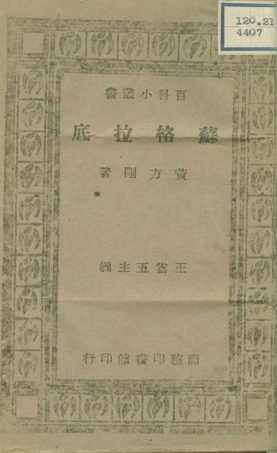 120.21
4407
書叢小科百
底拉格蘇
著剛方黃
編主五雲王
行印館書印務商